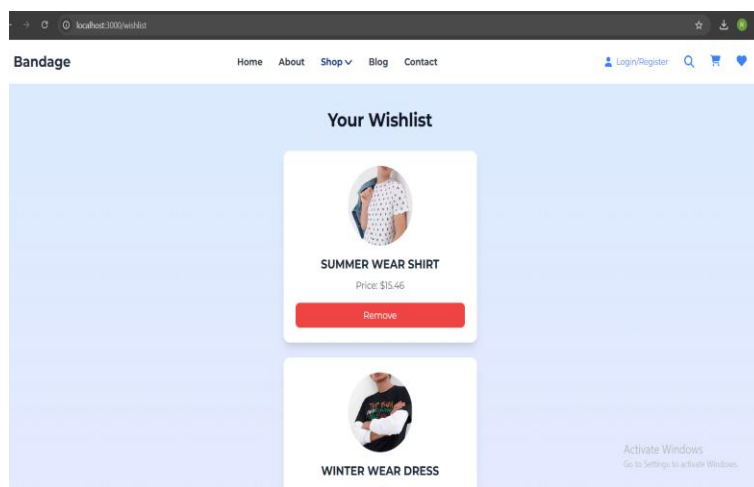 localhost:3000/wishlist
Bandage Home About Shop Blog Contact Login/Register
Your Wishlist
SUMMER WEAR SHIRT
Price: $15.46
Remove
WINTER WEAR DRESS
Activate Windows
Go to Settings to activate Windows.